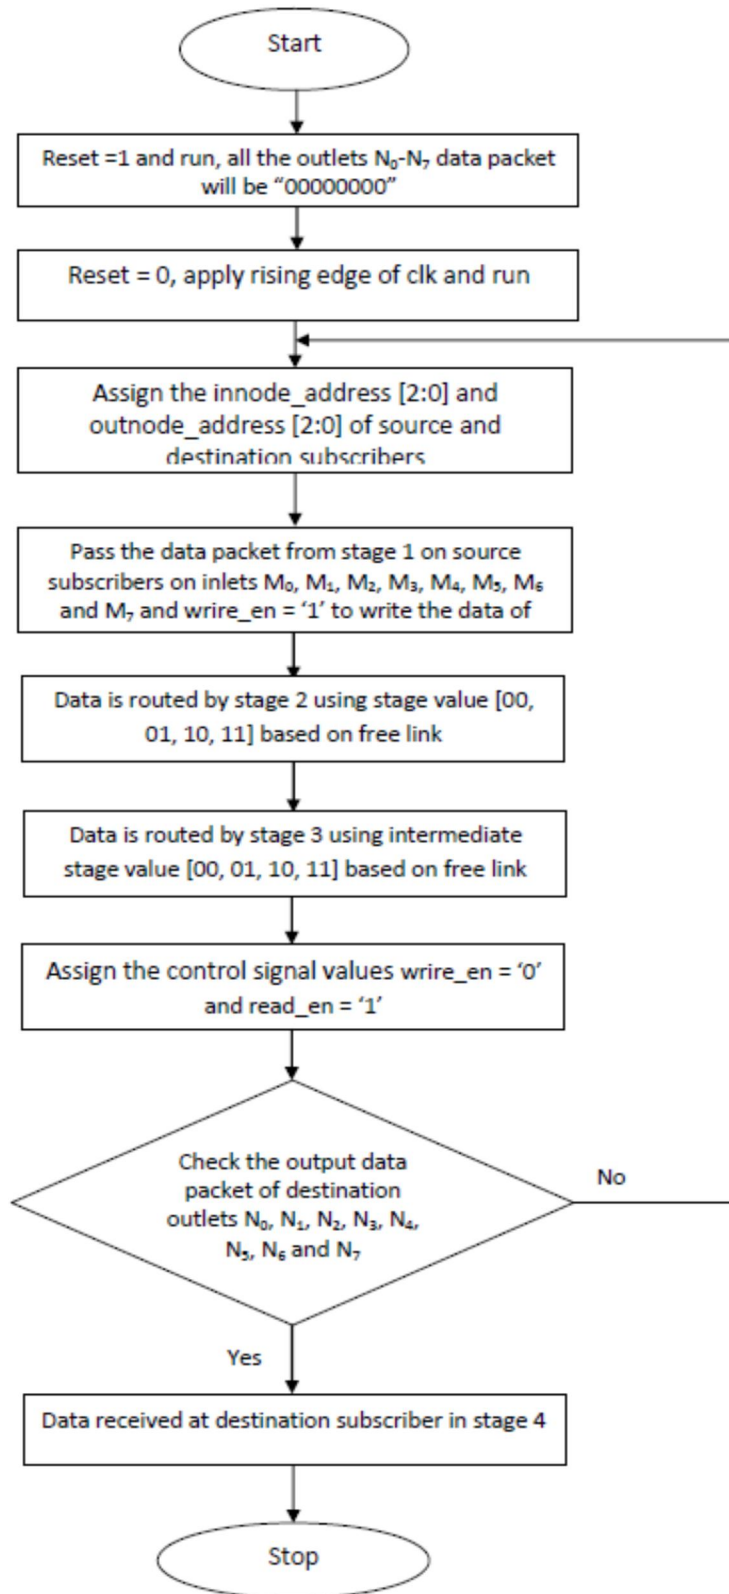 Start
Reset =1 and run, all the outlets N₀-N₇ data packet
will be “00000000”
Reset = 0, apply rising edge of clk and run
Assign the innode_address [2:0] and
outnode_address [2:0] of source and
destination subscribers
Pass the data packet from stage 1 on source
subscribers on inlets M₀, M₁, M₂, M₃, M₄, M₅, M₆
and M₇ and wrire_en = ‘1’ to write the data of
Data is routed by stage 2 using stage value [00,
01, 10, 11] based on free link
Data is routed by stage 3 using intermediate
stage value [00, 01, 10, 11] based on free link
Assign the control signal values wrire_en = ‘0’
and read_en = ‘1’
Check the output data
packet of destination
outlets N₀, N₁, N₂, N₃, N₄,
N₅, N₆ and N₇
No
Yes
Data received at destination subscriber in stage 4
Stop